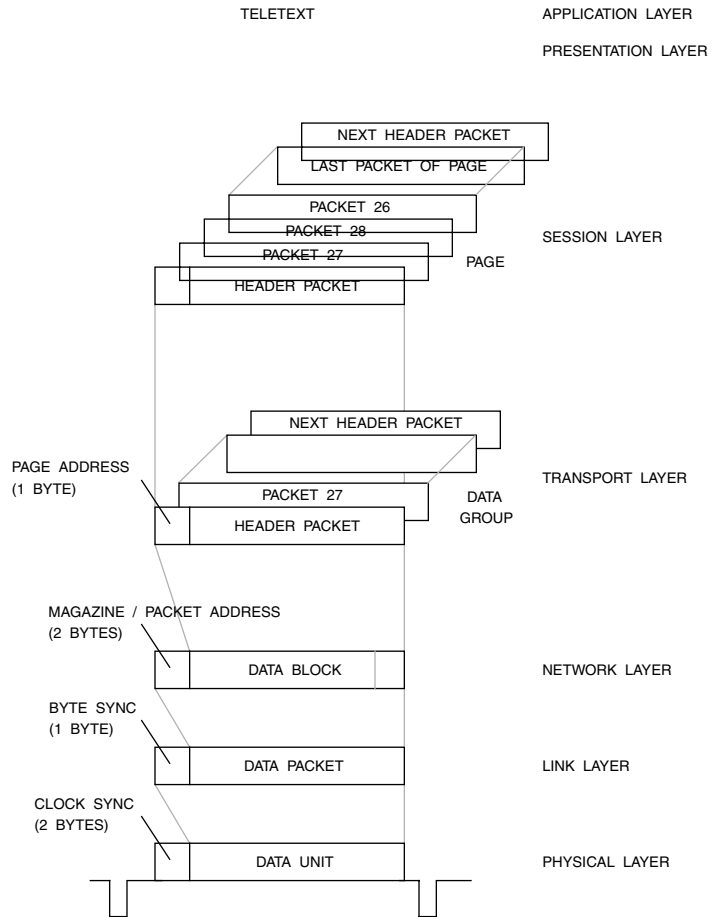 TELETEXT
APPLICATION LAYER
PRESENTATION LAYER
NEXT HEADER PACKET
LAST PACKET OF PAGE
PACKET 26
PACKET 28
SESSION LAYER
PACKET 27
PAGE
HEADER PACKET
NEXT HEADER PACKET
PAGE ADDRESS
(1 BYTE)
TRANSPORT LAYER
PACKET 27
DATA
GROUP
HEADER PACKET
MAGAZINE / PACKET ADDRESS
(2 BYTES)
DATA BLOCK
NETWORK LAYER
BYTE SYNC
(1 BYTE)
DATA PACKET
LINK LAYER
CLOCK SYNC
(2 BYTES)
DATA UNIT
PHYSICAL LAYER